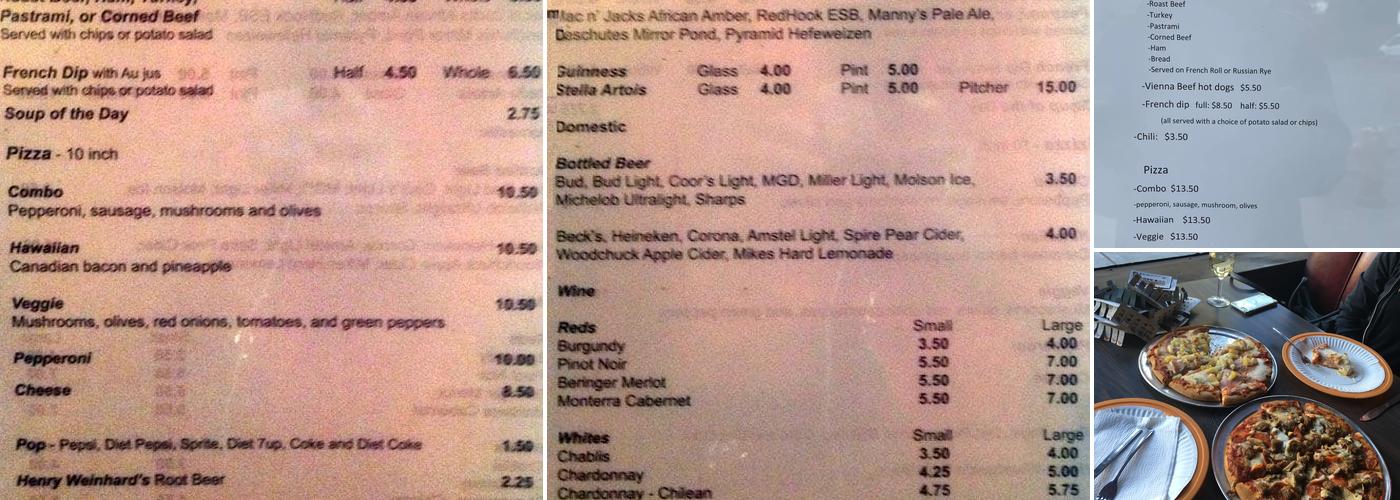 Pastrami, or Corned Beef
Served with chips or potato salad
French Dip with Au jus Half 4.50 Whole 6.50
Served with chips or potato salad
Soup of the Day 2.75
Pizza - 10 inch
Combo 10.50
Pepperoni, sausage, mushrooms and olives
Hawaiian 10.50
Canadian bacon and pineapple
Veggie 10.50
Mushrooms, olives, red onions, tomatoes, and green peppers
Pepperoni 10.00
Cheese 8.50
Pop - Pepsi, Diet Pepsi, Sprite, Diet 7up, Coke and Diet Coke 1.50
Henry Weinhard's Root Beer 2.25
Mac n' Jacks African Amber, RedHook ESB, Manny's Pale Ale,
Deschutes Mirror Pond, Pyramid Hefeweizen
Guinness Glass 4.00 Pint 5.00
Stella Artois Glass 4.00 Pint 5.00 Pitcher 15.00
Domestic
Bottled Beer
Bud, Bud Light, Coor's Light, MGD, Miller Light, Molson Ice, 3.50
Michelob Ultralight, Sharps
Beck's, Heineken, Corona, Amstel Light, Spire Pear Cider, 4.00
Woodchuck Apple Cider, Mikes Hard Lemonade
Wine
Reds Small Large
Burgundy 3.50 4.00
Pinot Noir 5.50 7.00
Beringer Merlot 5.50 7.00
Monterra Cabernet 5.50 7.00
Whites Small Large
Chablis 3.50 4.00
Chardonnay 4.25 5.00
Chardonnay - Chilean 4.75 5.75
-Roast Beef
-Turkey
-Pastrami
-Corned Beef
-Ham
-Bread
-Served on French Roll or Russian Rye
-Vienna Beef hot dogs $5.50
-French dip full: $8.50 half: $5.50
(all served with a choice of potato salad or chips)
-Chili: $3.50
Pizza
-Combo $13.50
-pepperoni, sausage, mushroom, olives
-Hawaiian $13.50
-Veggie $13.50